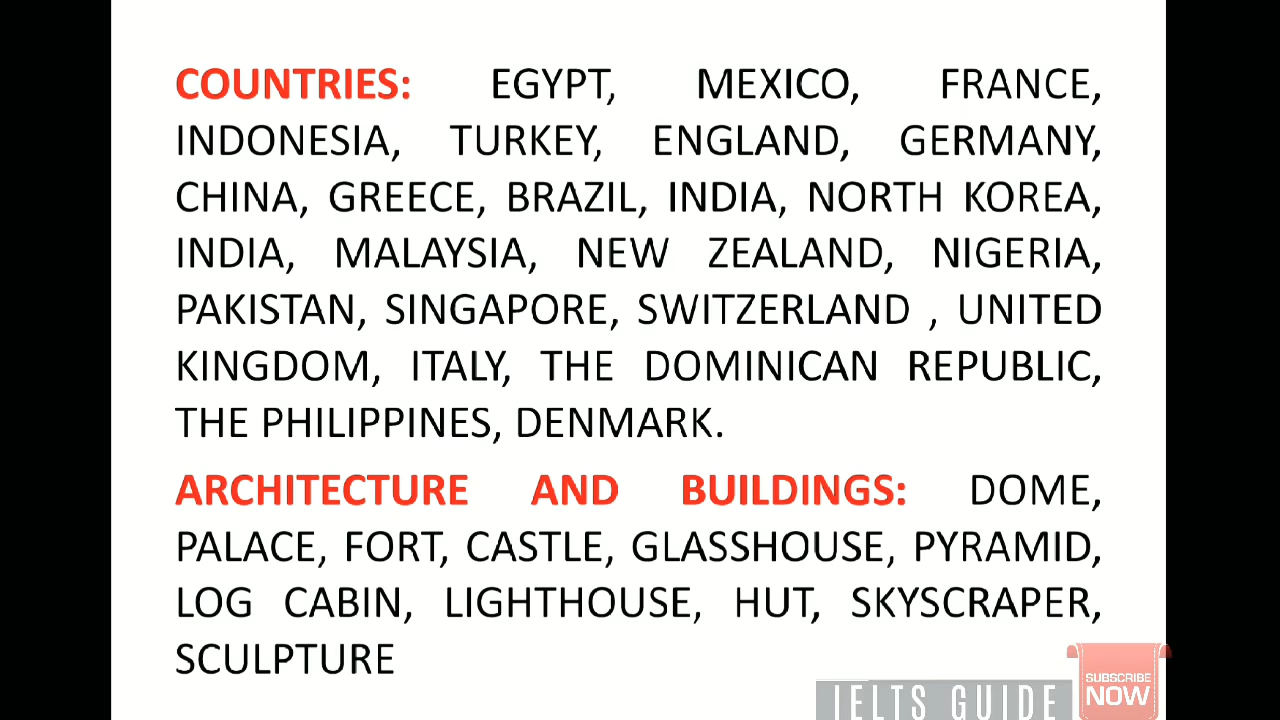 COUNTRIES: EGYPT, MEXICO, FRANCE,
INDONESIA, TURKEY, ENGLAND, GERMANY,
CHINA, GREECE, BRAZIL, INDIA, NORTH KOREA,
INDIA, MALAYSIA, NEW ZEALAND, NIGERIA,
PAKISTAN, SINGAPORE, SWITZERLAND , UNITED
KINGDOM, ITALY, THE DOMINICAN REPUBLIC,
THE PHILIPPINES, DENMARK.
ARCHITECTURE AND BUILDINGS: DOME,
PALACE, FORT, CASTLE, GLASSHOUSE, PYRAMID,
LOG CABIN, LIGHTHOUSE, HUT, SKYSCRAPER,
SCULPTURE
IELTS GUIDE
SUBSCRIBE
NOW